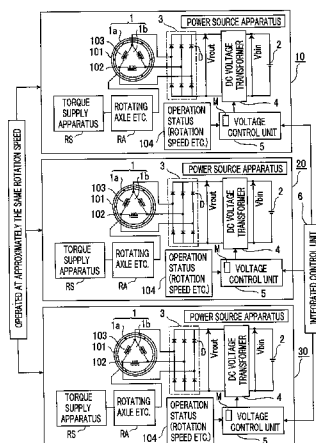 OPERATED AT APPROXIMATELY THE SAME ROTATION SPEED
POWER SOURCE APPARATUS
1
1a
1b
103
101
102
3
D
Vrout
DC VOLTAGE
TRANSFORMER
Vbin
2
10
TORQUE
SUPPLY
APPARATUS
RS
ROTATING
AXLE ETC.
RA
OPERATION
STATUS
(ROTATION
SPEED ETC.)
104
M
4
VOLTAGE
CONTROL UNIT
5
POWER SOURCE APPARATUS
1
1a
1b
103
101
102
3
D
Vrout
DC VOLTAGE
TRANSFORMER
Vbin
2
20
TORQUE
SUPPLY
APPARATUS
RS
ROTATING
AXLE ETC.
RA
OPERATION
STATUS
(ROTATION
SPEED ETC.)
104
M
4
VOLTAGE
CONTROL UNIT
5
6
INTEGRATED CONTROL UNIT
POWER SOURCE APPARATUS
1
1a
1b
103
101
102
3
D
Vrout
DC VOLTAGE
TRANSFORMER
Vbin
2
30
TORQUE
SUPPLY
APPARATUS
RS
ROTATING
AXLE ETC.
RA
OPERATION
STATUS
(ROTATION
SPEED ETC.)
104
M
4
VOLTAGE
CONTROL UNIT
5